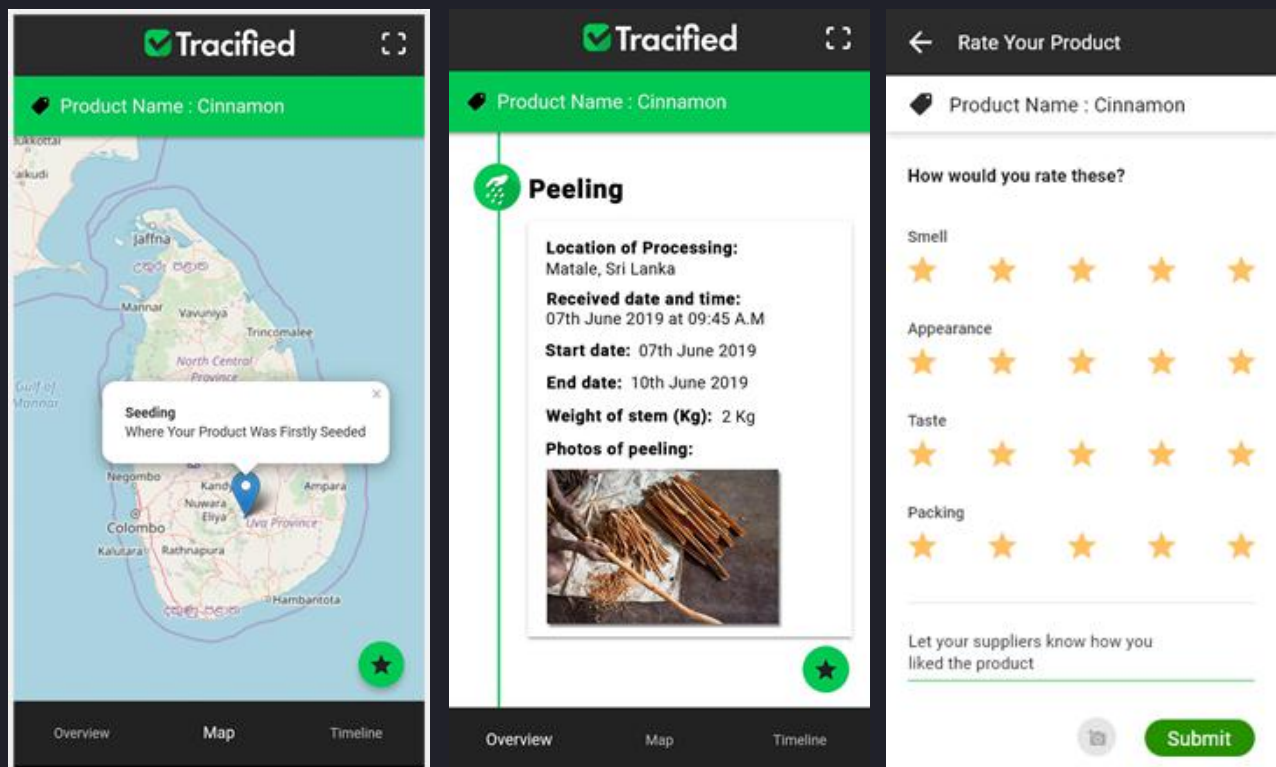 Tracified
Product Name : Cinnamon
Jaffna
Mannar
Vavuniya
Trincomalee
North Central
Province
Gulf of
Mannar
Seeding
Where Your Product Was Firstly Seeded
Negombo
Kandy
Ampara
Nuwara
Eliya
Uva Province
Colombo
Kalutara
Rathnapura
Hambantota
Overview
Map
Timeline
Tracified
Product Name : Cinnamon
Peeling
Location of Processing:
Matale, Sri Lanka
Received date and time:
07th June 2019 at 09:45 A.M
Start date: 07th June 2019
End date: 10th June 2019
Weight of stem (Kg): 2 Kg
Photos of peeling:
Overview
Map
Timeline
Rate Your Product
Product Name : Cinnamon
How would you rate these?
Smell
Appearance
Taste
Packing
Let your suppliers know how you
liked the product
Submit